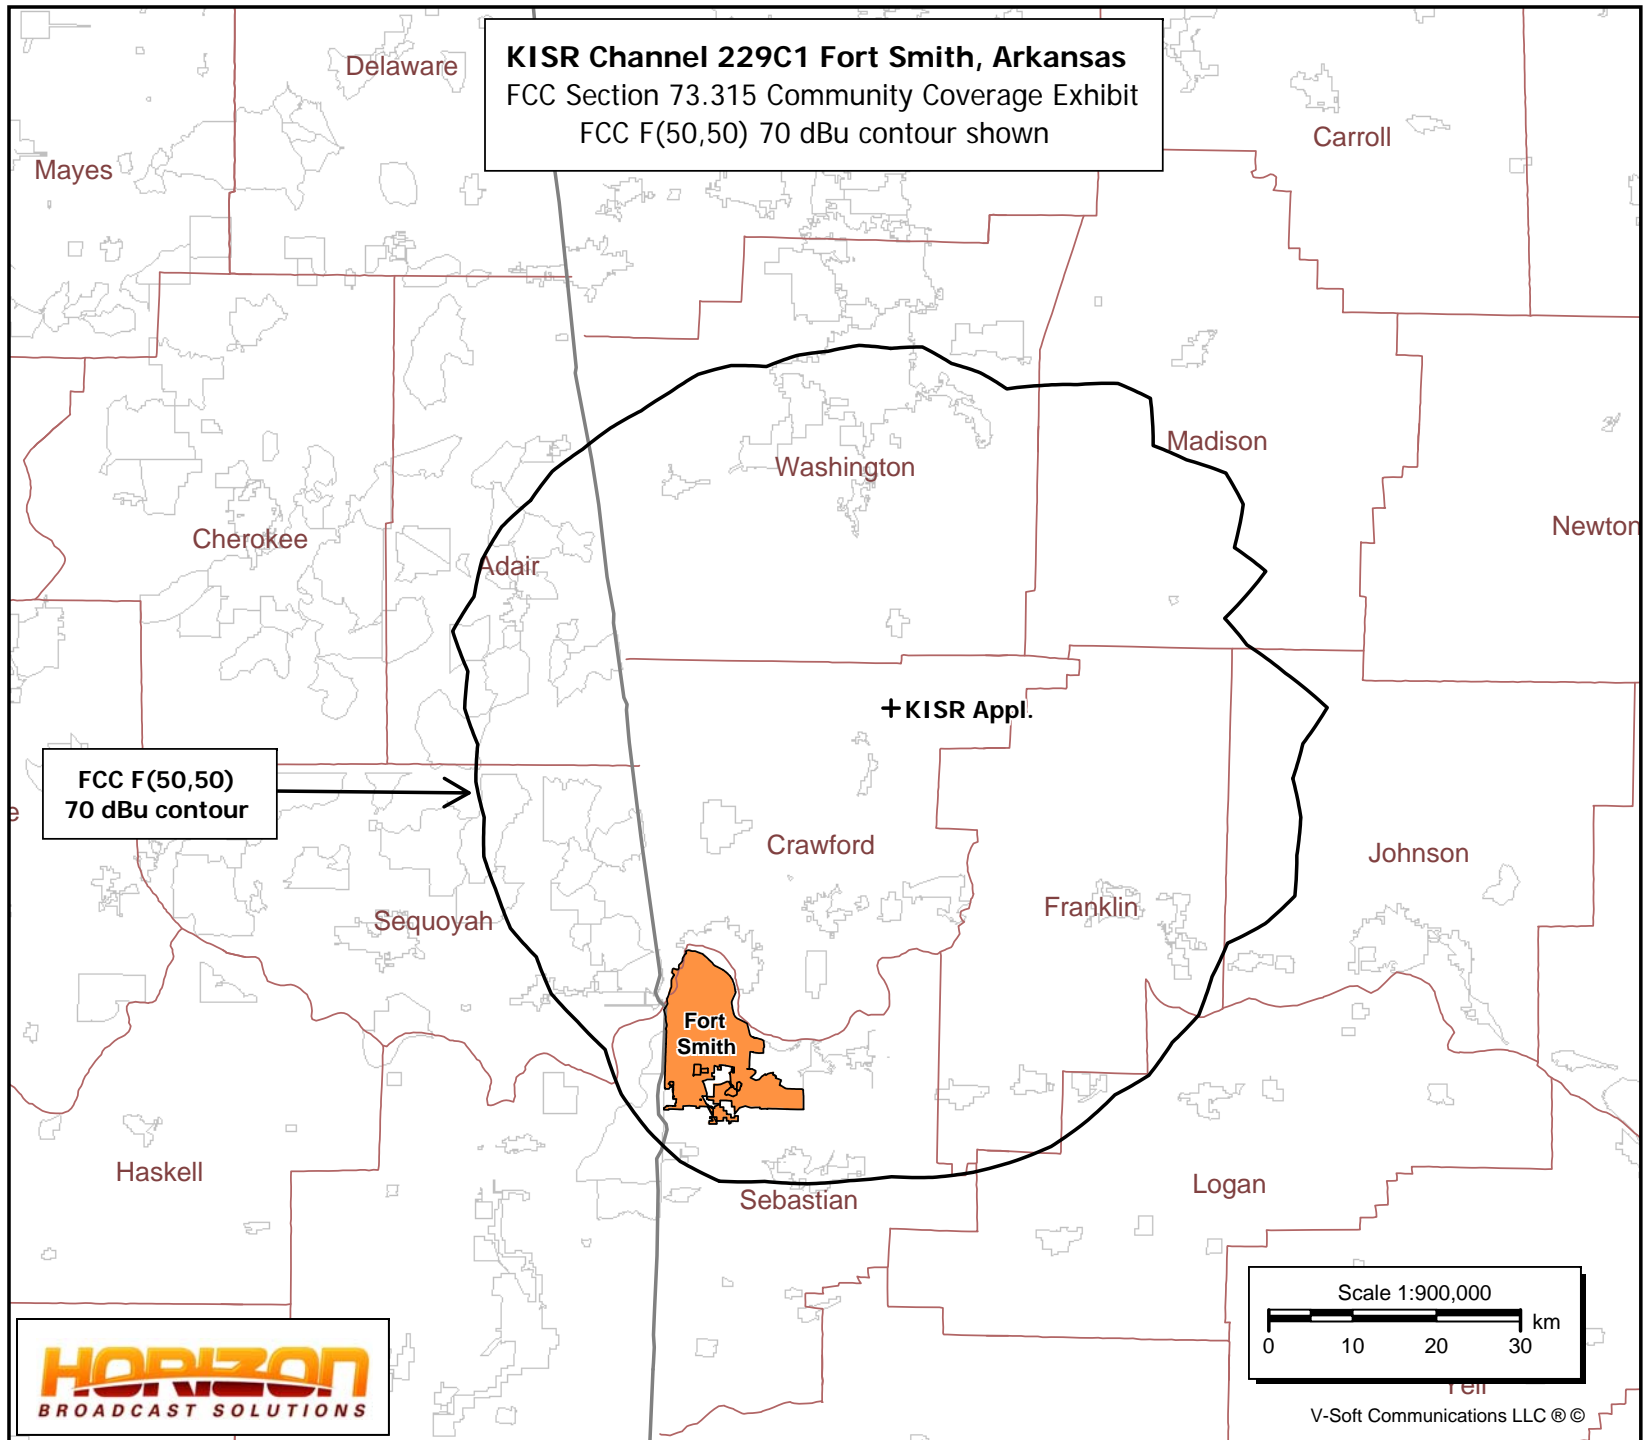 KISR Channel 229C1 Fort Smith, Arkansas
FCC Section 73.315 Community Coverage Exhibit
FCC F(50,50) 70 dBu contour shown
Delaware
Carroll
Mayes
Madison
Washington
Newton
Cherokee
Adair
KISR Appl.
FCC F(50,50)
70 dBu contour
e
Crawford
Johnson
Franklin
Sequoyah
Fort
Smith
Haskell
Logan
Sebastian
Scale 1:900,000
km
0 10 20 30
Yell
HORIZON
BROADCAST SOLUTIONS
V-Soft Communications LLC ® ©